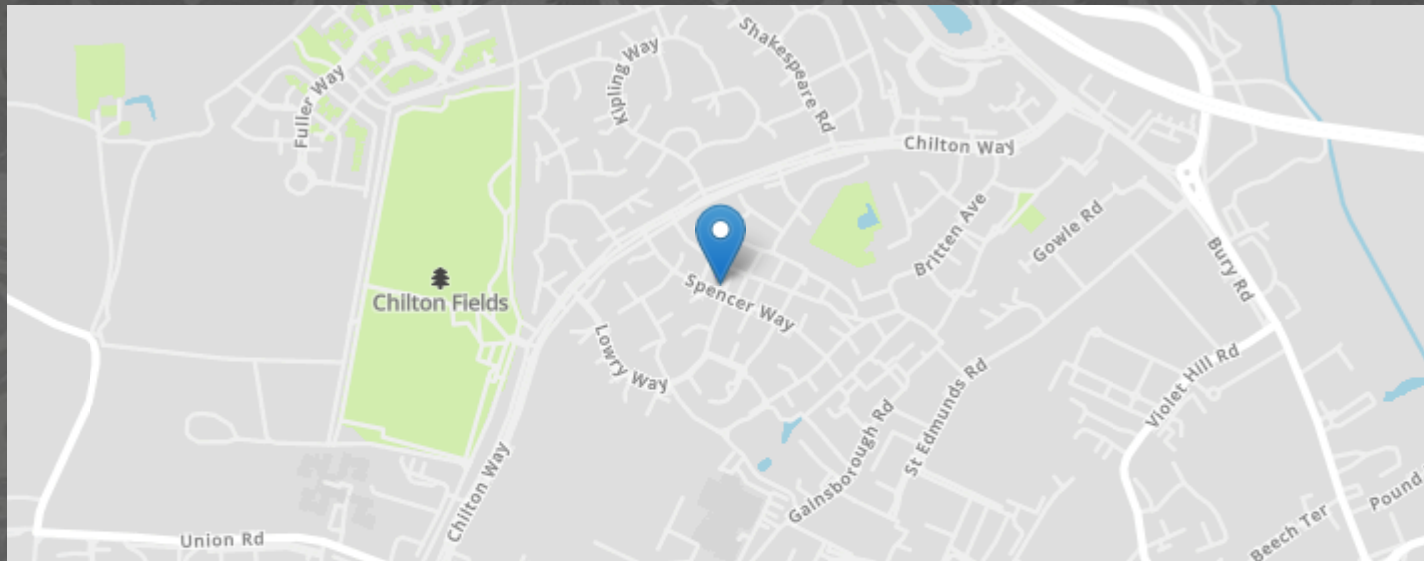 Shakespeare Rd
Kipling Way
Fuller Way
Chilton Way
Britten Ave
Gowle Rd
Bury Rd
Chilton Fields
Spencer Way
Lowry Way
Violet Hill Rd
St Edmunds Rd
Gainsborough Rd
Chilton Way
Pound
Beech Ter
Union Rd